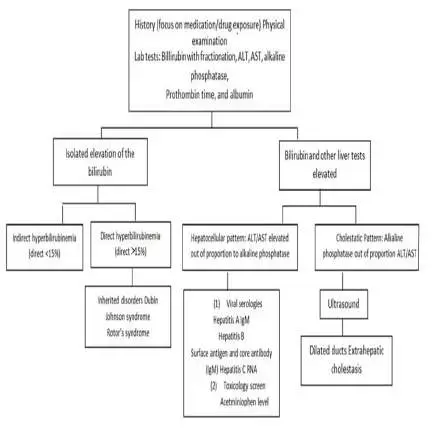 History (focus on medication/drug exposure) Physical
examination
Lab tests: Billirubin with fractionation, ALT, AST, alkaline
phosphatase,
Prothombin time, and albumin
Isolated elevation of the
bilirubin
Bilirubin and other liver tests
elevated
Indirect hyperbilirubinemia
(direct <15%)
Direct hyperbilirubinemia
(direct >15%)
Hepatocellular pattern: ALT/AST elevated
out of proportion to alkaline phosphatase
Cholestatic Pattern: Alkaline
phosphatase out of proportion ALT/AST
Inherited disorders Dubin
Johnson syndrome
Rotor's syndrome
(1) Viral serologies
Hepatitis A IgM
Hepatitis B
Surface antigen and core antibody
(IgM) Hepatitis C RNA
(2) Toxicology screen
Acetminiophen level
Ultrasound
Dilated ducts Extrahepatic
cholestasis